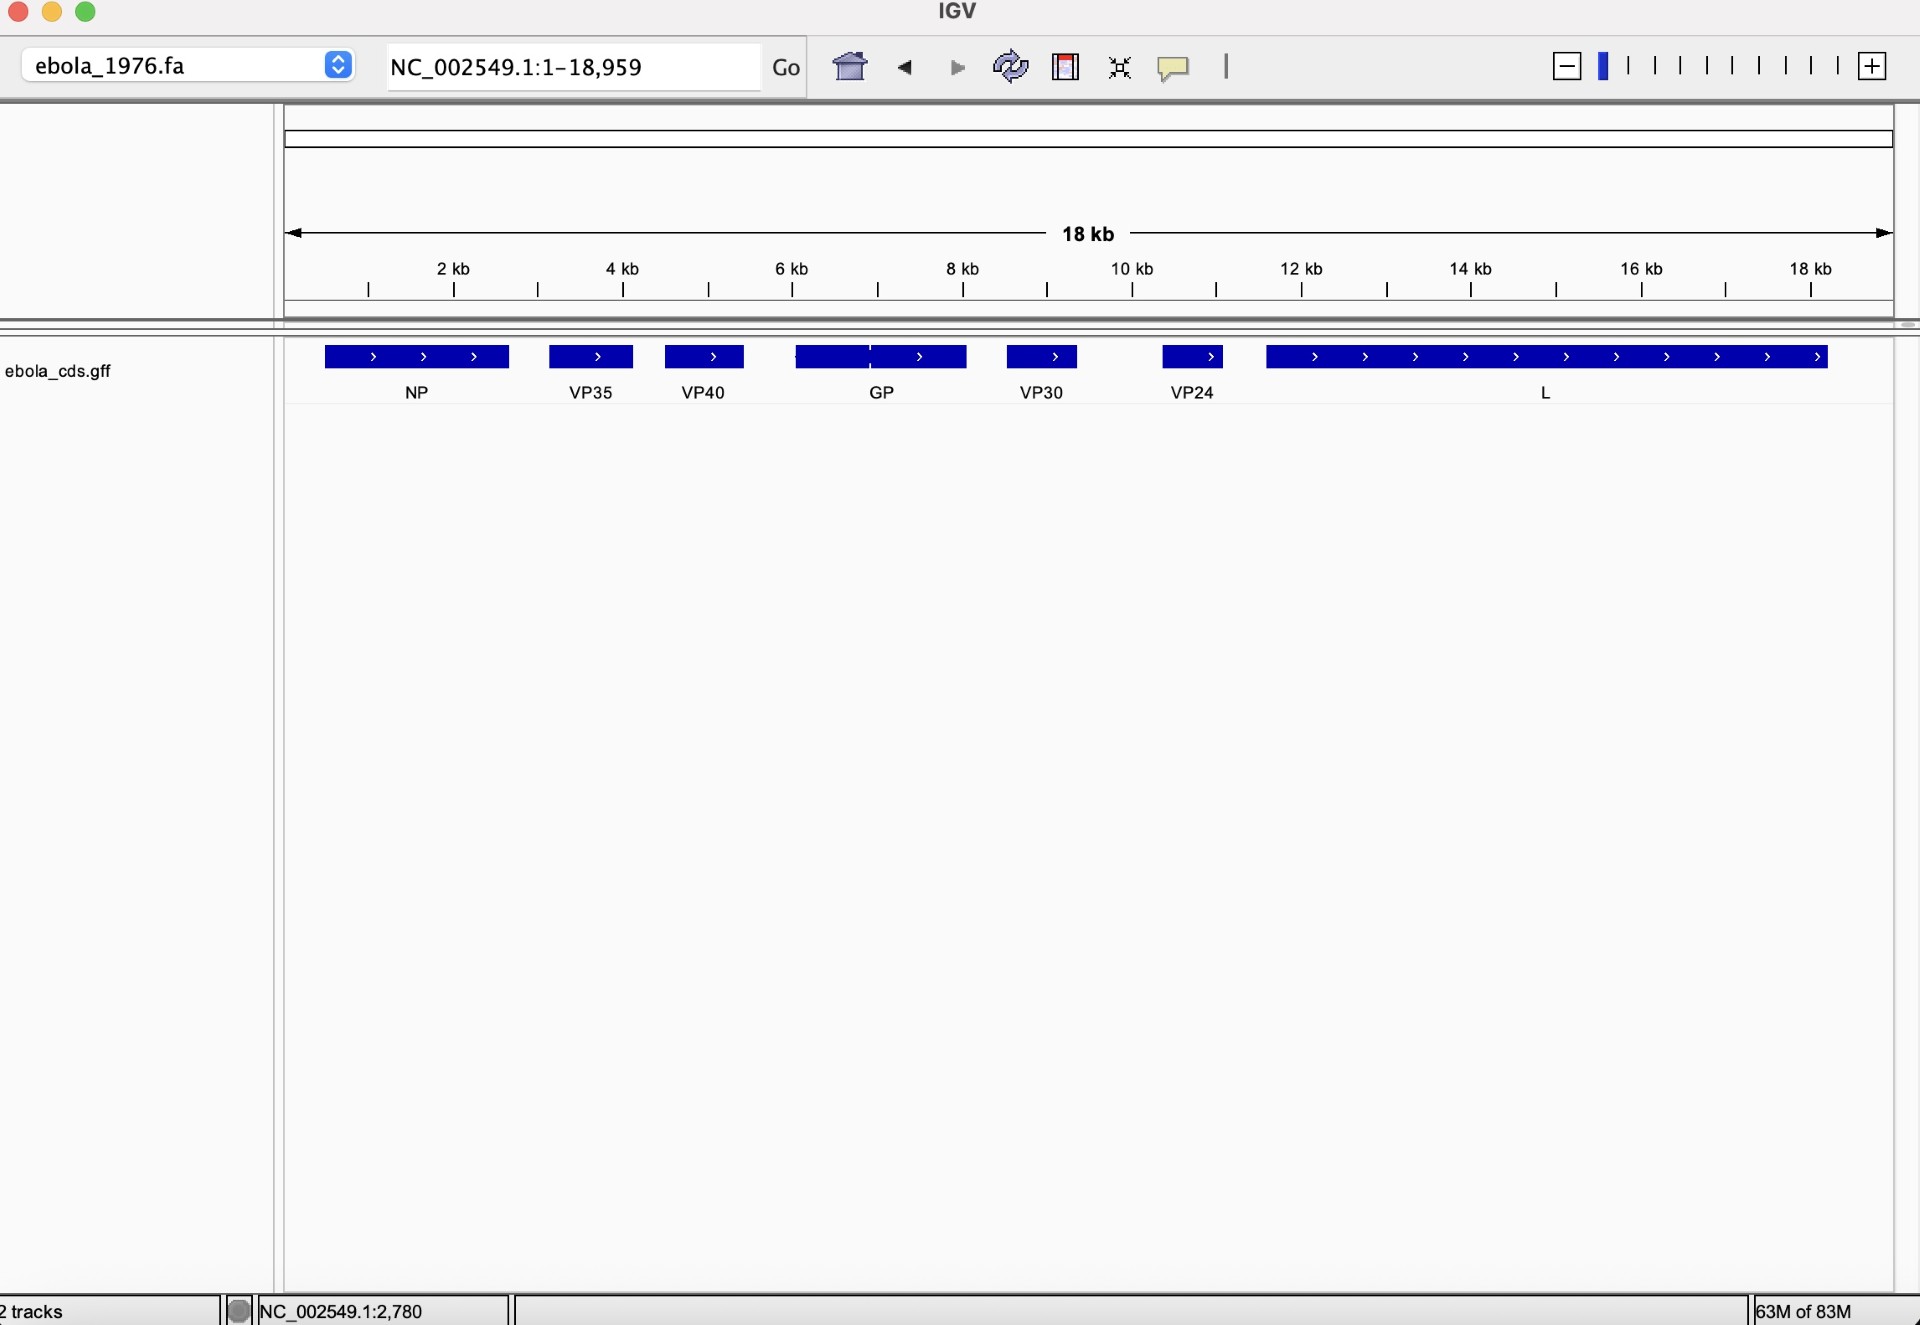 IGV
ebola_1976.fa NC_002549.1:1-18,959 Go
18 kb
2 kb 4 kb 6 kb 8 kb 10 kb 12 kb 14 kb 16 kb 18 kb
ebola_cds.gff
NP VP35 VP40 GP VP30 VP24 L
2 tracks NC_002549.1:2,780 63M of 83M